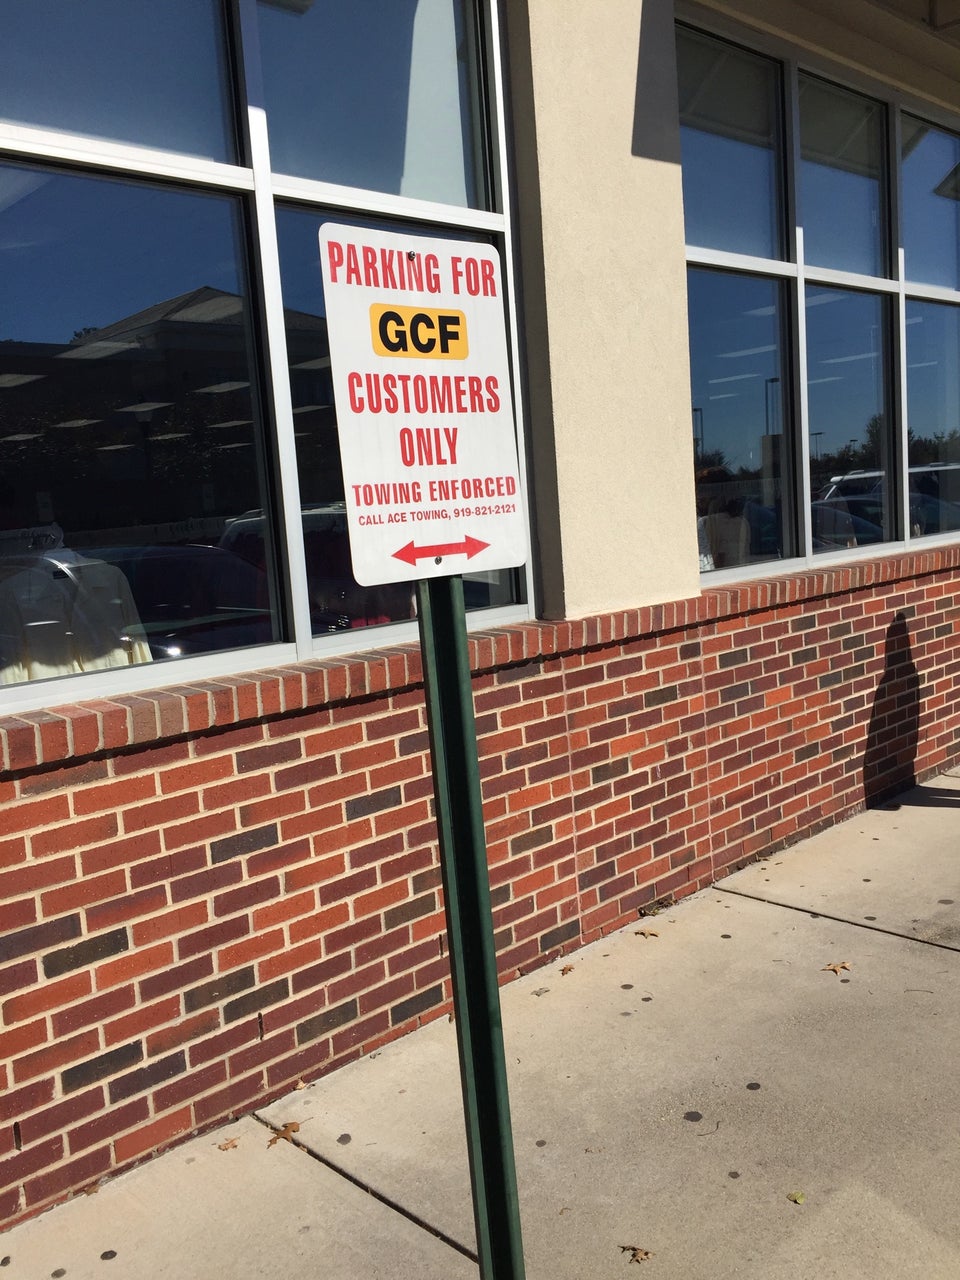 PARKING FOR
GCF
CUSTOMERS
ONLY
TOWING ENFORCED
CALL ACE TOWING, 919-821-2121